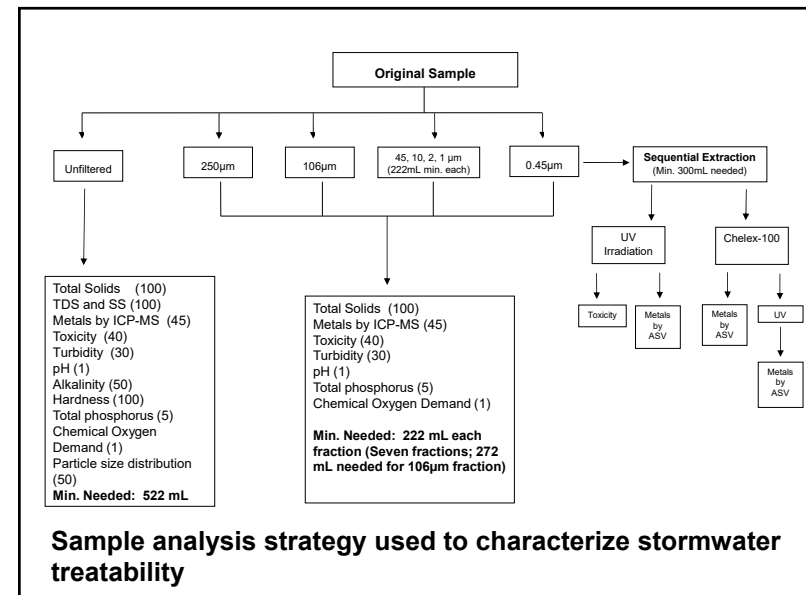 Original Sample
Unfiltered
250µm
106µm
45, 10, 2, 1 µm
(222mL min. each)
0.45µm
Sequential Extraction
(Min. 300mL needed)
UV
Irradiation
Chelex-100
Toxicity
Metals
by
ASV
Metals
by
ASV
UV
Metals
by
ASV
Total Solids (100)
TDS and SS (100)
Metals by ICP-MS (45)
Toxicity (40)
Turbidity (30)
pH (1)
Alkalinity (50)
Hardness (100)
Total phosphorus (5)
Chemical Oxygen
Demand (1)
Particle size distribution
(50)
Min. Needed: 522 mL
Total Solids (100)
Metals by ICP-MS (45)
Toxicity (40)
Turbidity (30)
pH (1)
Total phosphorus (5)
Chemical Oxygen Demand (1)
Min. Needed: 222 mL each
fraction (Seven fractions; 272
mL needed for 106µm fraction)
Sample analysis strategy used to characterize stormwater
treatability